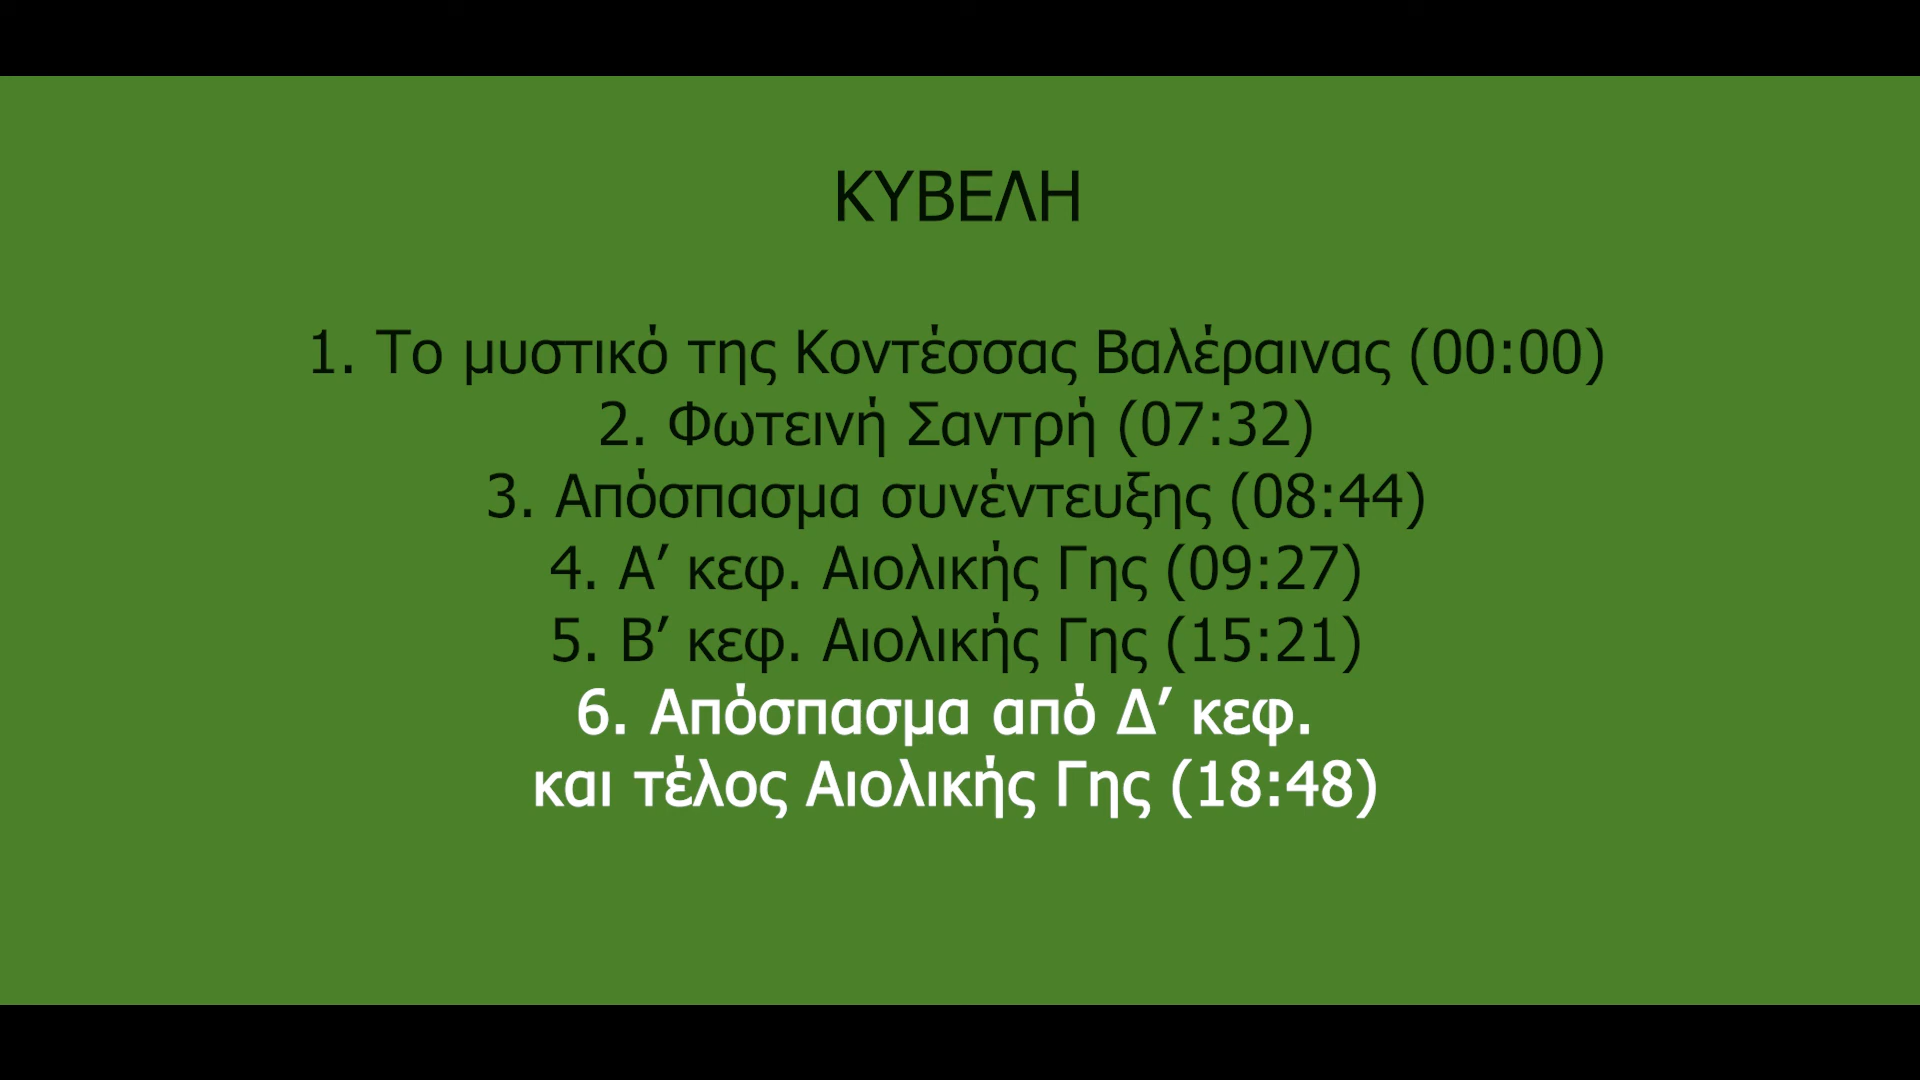 ΚΥΒΕΛΗ
1. Το μυστικό της Κοντέσσας Βαλέραινας (00:00)
2. Φωτεινή Σαντρή (07:32)
3. Απόσπασμα συνέντευξης (08:44)
4. Α’ κεφ. Αιολικής Γης (09:27)
5. Β’ κεφ. Αιολικής Γης (15:21)
6. Απόσπασμα από Δ’ κεφ.
και τέλος Αιολικής Γης (18:48)